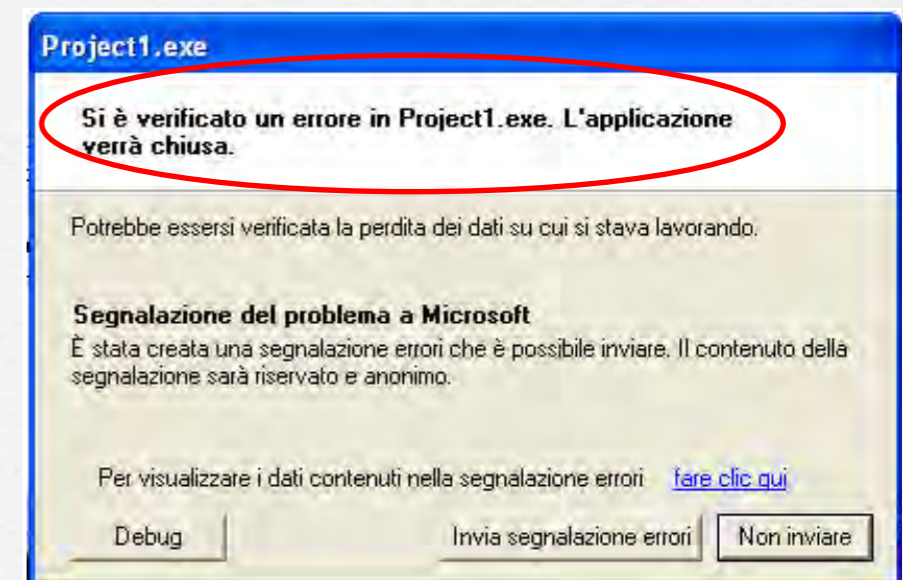 Project1.exe
Si è verificato un errore in Project1.exe. L'applicazione
verrà chiusa.
Potrebbe essersi verificata la perdita dei dati su cui si stava lavorando.
Segnalazione del problema a Microsoft
È stata creata una segnalazione errori che è possibile inviare. Il contenuto della
segnalazione sarà riservato e anonimo.
Per visualizzare i dati contenuti nella segnalazione errori fare clic qui
Debug Invia segnalazione errori Non inviare